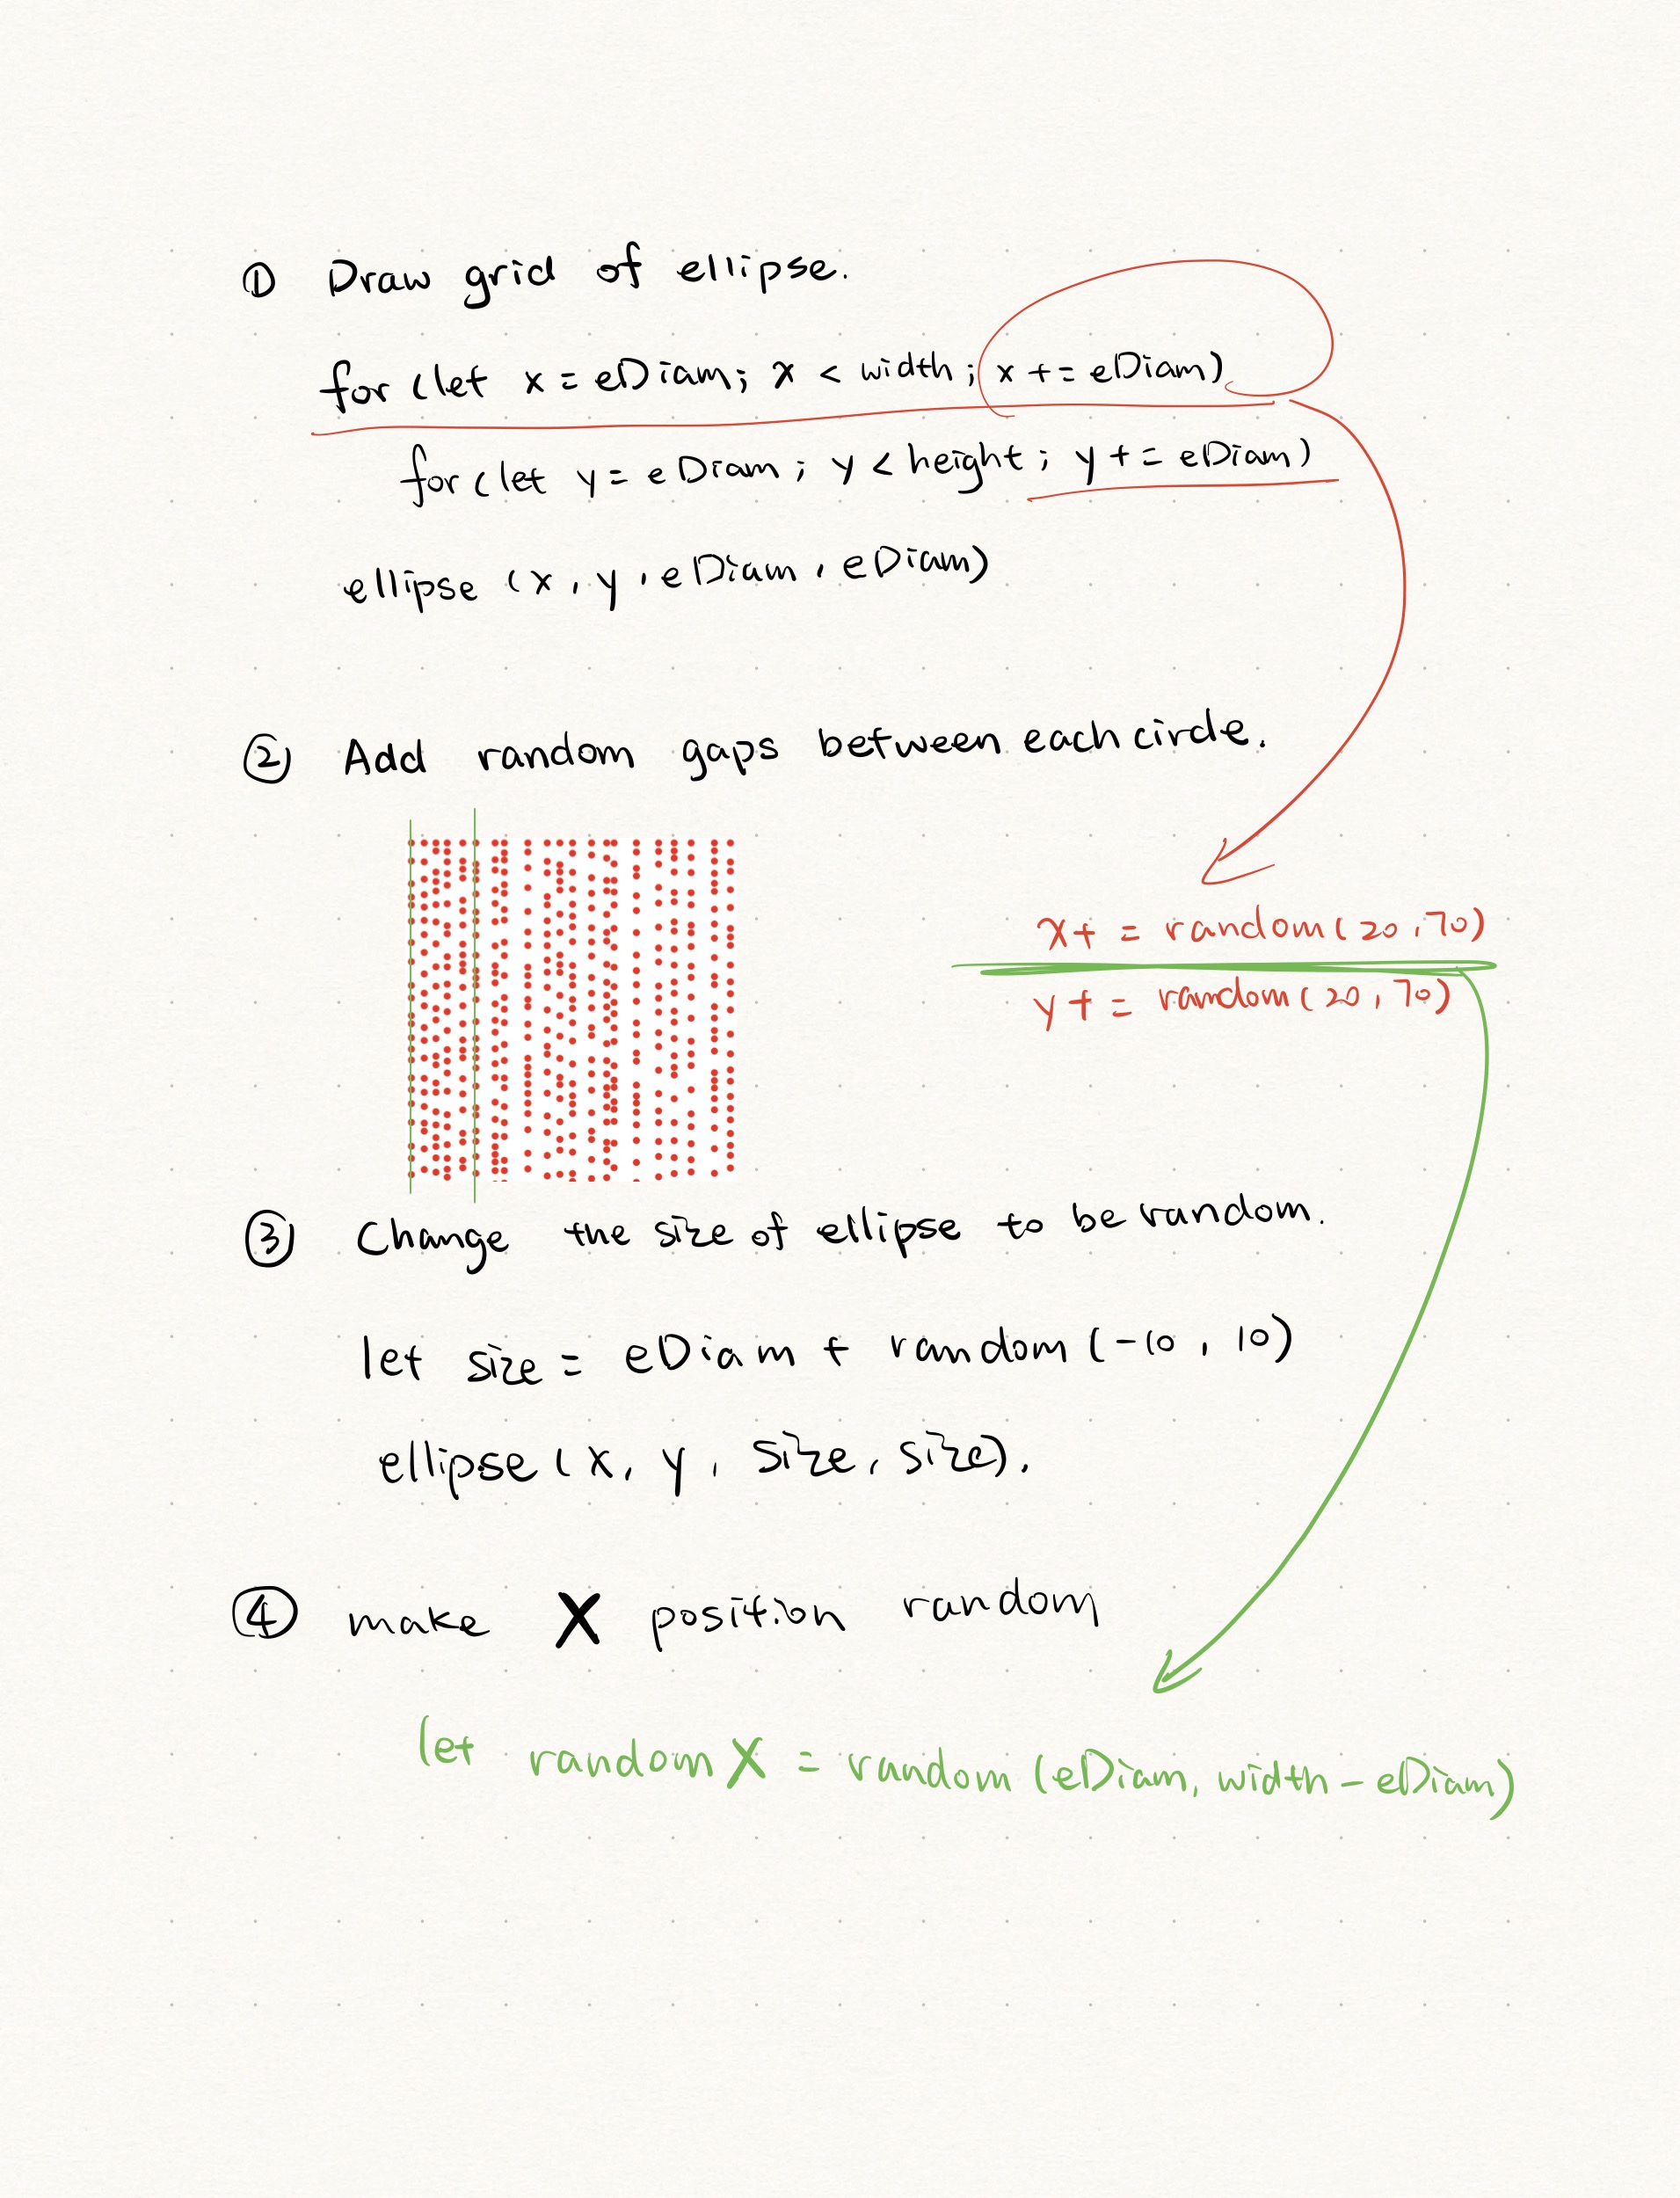 ① Draw grid of ellipse.
for (let x = eDiam; x < width; x += eDiam)
for (let y = eDiam; y < height; y += eDiam)
ellipse (x, y, eDiam, eDiam)
② Add random gaps between each circle.
x+ = random(20,70)
y+ = random(20,70)
③ Change the size of ellipse to be random.
let size = eDiam + random(-10, 10)
ellipse (x, y, size, size).
④ make X position random
let randomX = random (eDiam, width-eDiam)